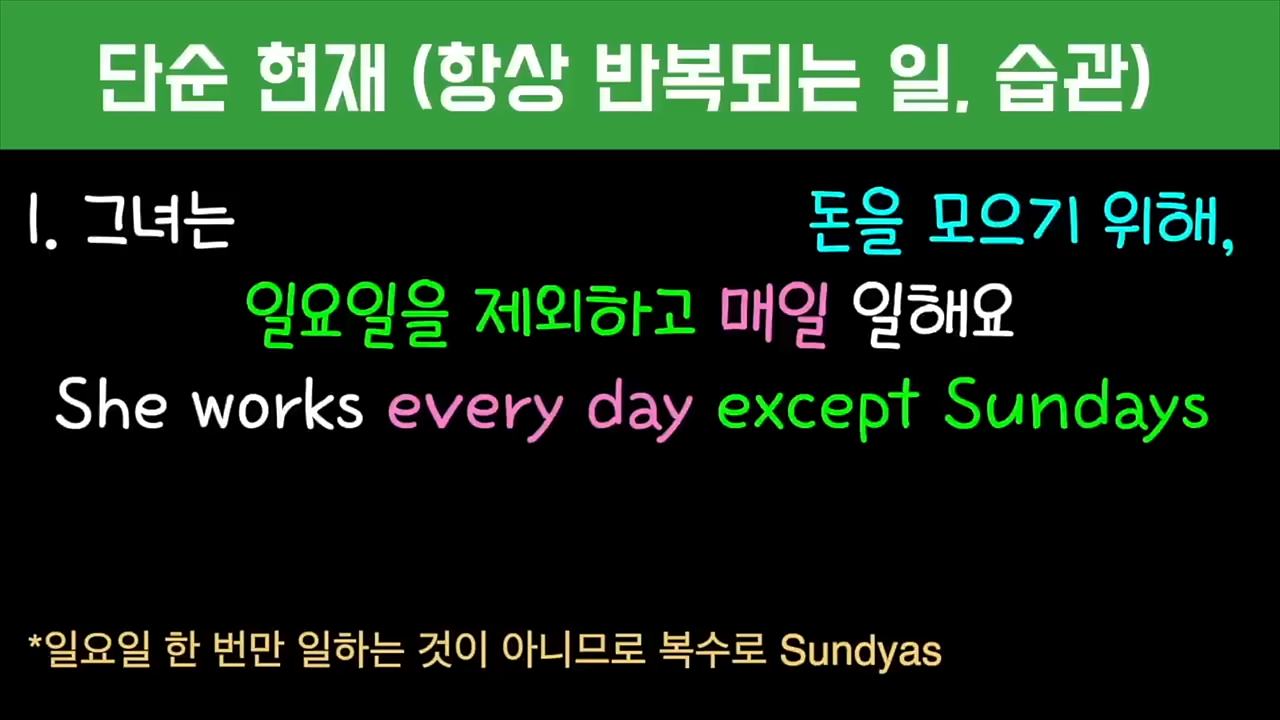 단순 현재 (항상 반복되는 일, 습관)
1. 그녀는 돈을 모으기 위해,
일요일을 제외하고 매일 일해요
She works every day except Sundays
*일요일 한 번만 일하는 것이 아니므로 복수로 Sundyas